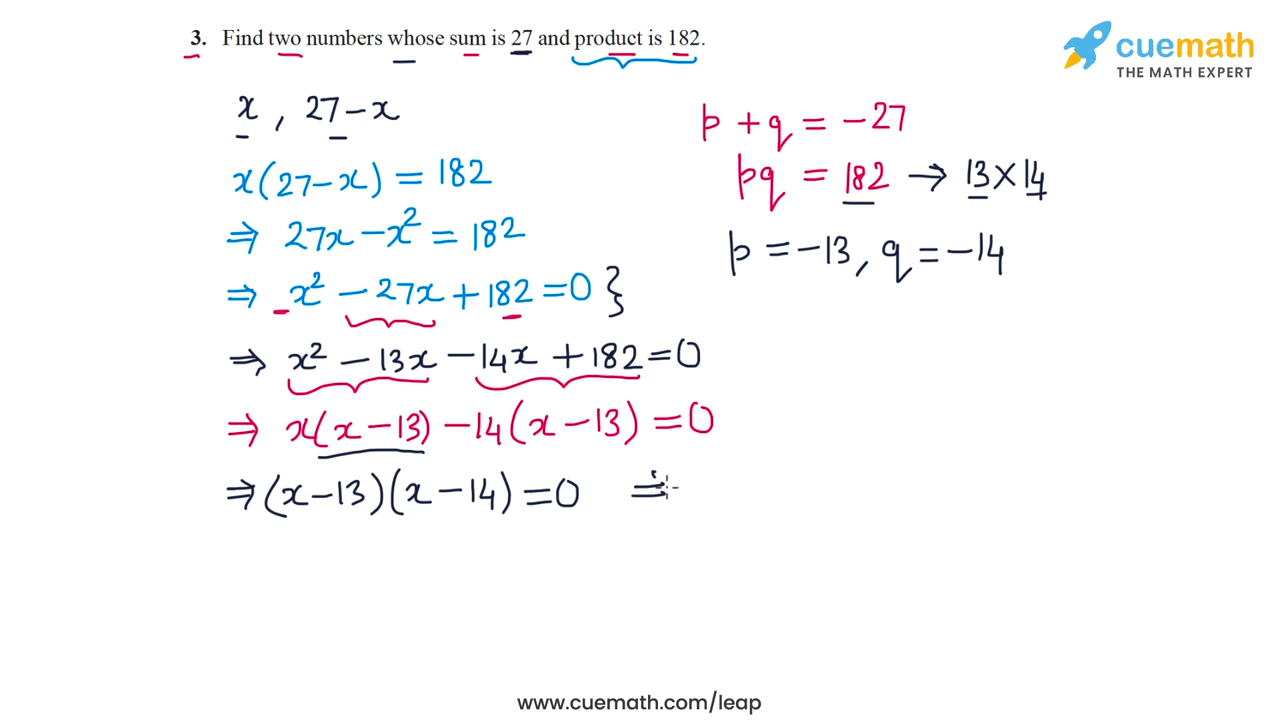 3. Find two numbers whose sum is 27 and product is 182.
cuemath
THE MATH EXPERT
x , 27 - x
x(27 - x) = 182
⇒ 27x - x² = 182
⇒ x² - 27x + 182 = 0 }
⇒ x² - 13x - 14x + 182 = 0
⇒ x(x - 13) - 14(x - 13) = 0
⇒ (x - 13)(x - 14) = 0 =
p + q = -27
pq = 182 → 13 × 14
p = -13, q = -14
www.cuemath.com/leap